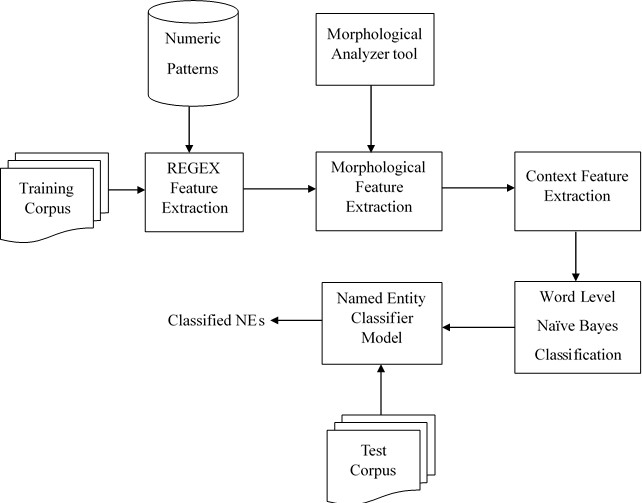 Numeric
Patterns
Morphological
Analyzer tool
Training
Corpus
REGEX
Feature
Extraction
Morphological
Feature
Extraction
Context Feature
Extraction
Classified NEs
Named Entity
Classifier
Model
Word Level
Naïve Bayes
Classification
Test
Corpus